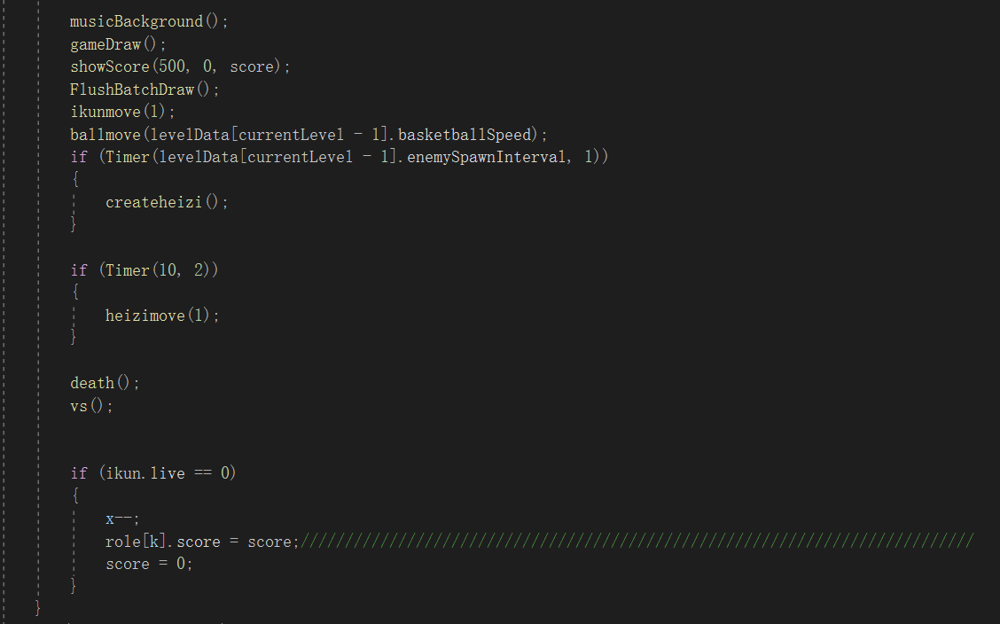 musicBackground();
gameDraw();
showScore(500, 0, score);
FlushBatchDraw();
ikunmove(1);
ballmove(levelData[currentLevel - 1].basketballSpeed);
if (Timer(levelData[currentLevel - 1].enemySpawnInterval, 1))
{
createheizi();
}
if (Timer(10, 2))
{
heizimove(1);
}
death();
vs();
if (ikun.live == 0)
{
x--;
role[k].score = score;////////////////////////////////////////////////////////////////////////////
score = 0;
}
}